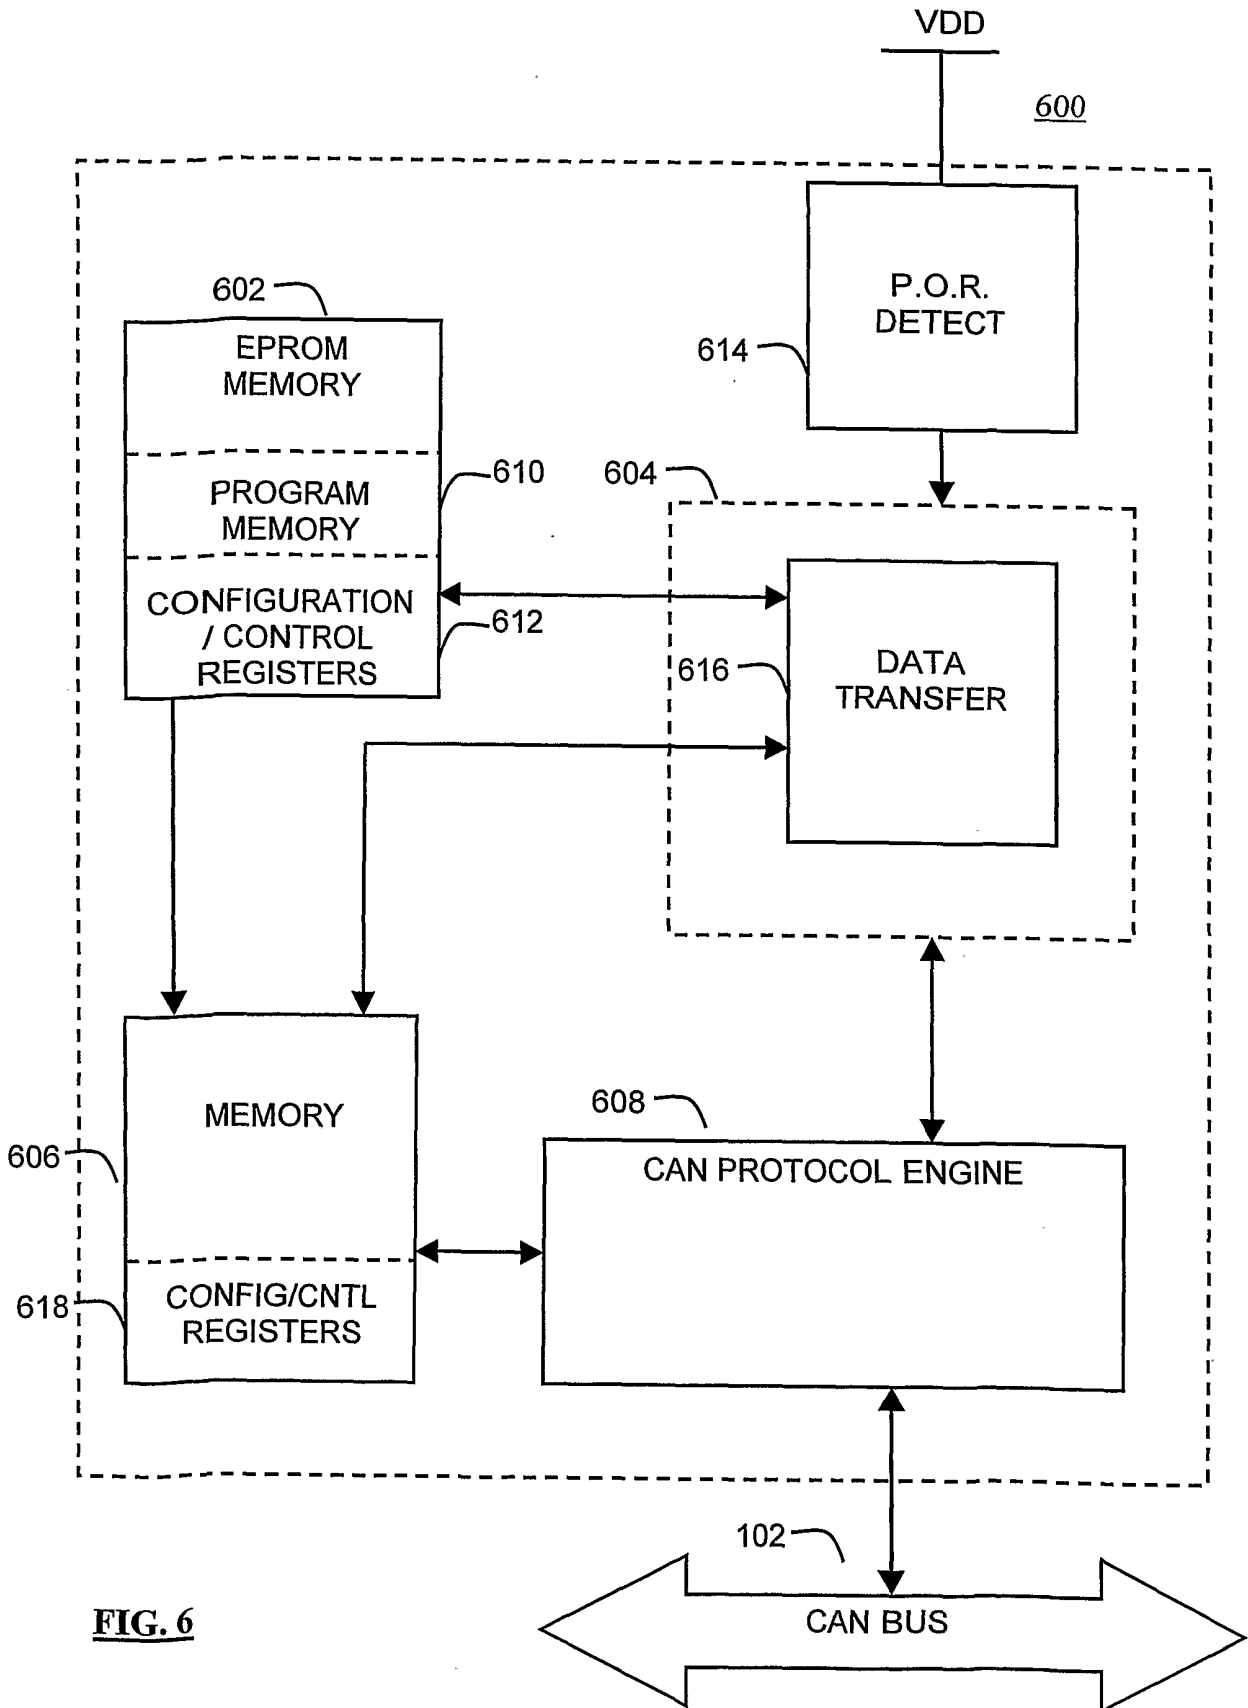 VDD
600
P.O.R.
DETECT
614
602
EPROM
MEMORY
PROGRAM
MEMORY
610
CONFIGURATION
/ CONTROL
REGISTERS
612
604
616
DATA
TRANSFER
MEMORY
606
CONFIG/CNTL
REGISTERS
618
608
CAN PROTOCOL ENGINE
102
CAN BUS
FIG. 6